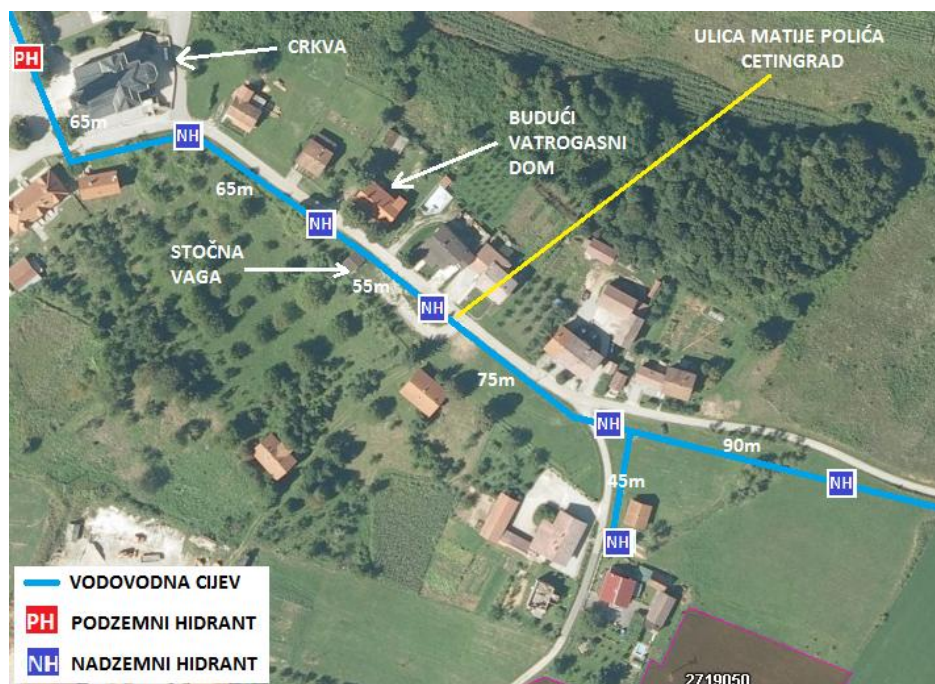 PH
CRKVA
ULICA MATIJE POLIĆA
CETINGRAD
65m
NH
BUDUĆI
VATROGASNI
DOM
65m
NH
STOČNA
VAGA
55m
NH
75m
NH
90m
45m
NH
NH
VODOVODNA CIJEV
PH PODZEMNI HIDRANT
NH NADZEMNI HIDRANT
2719050